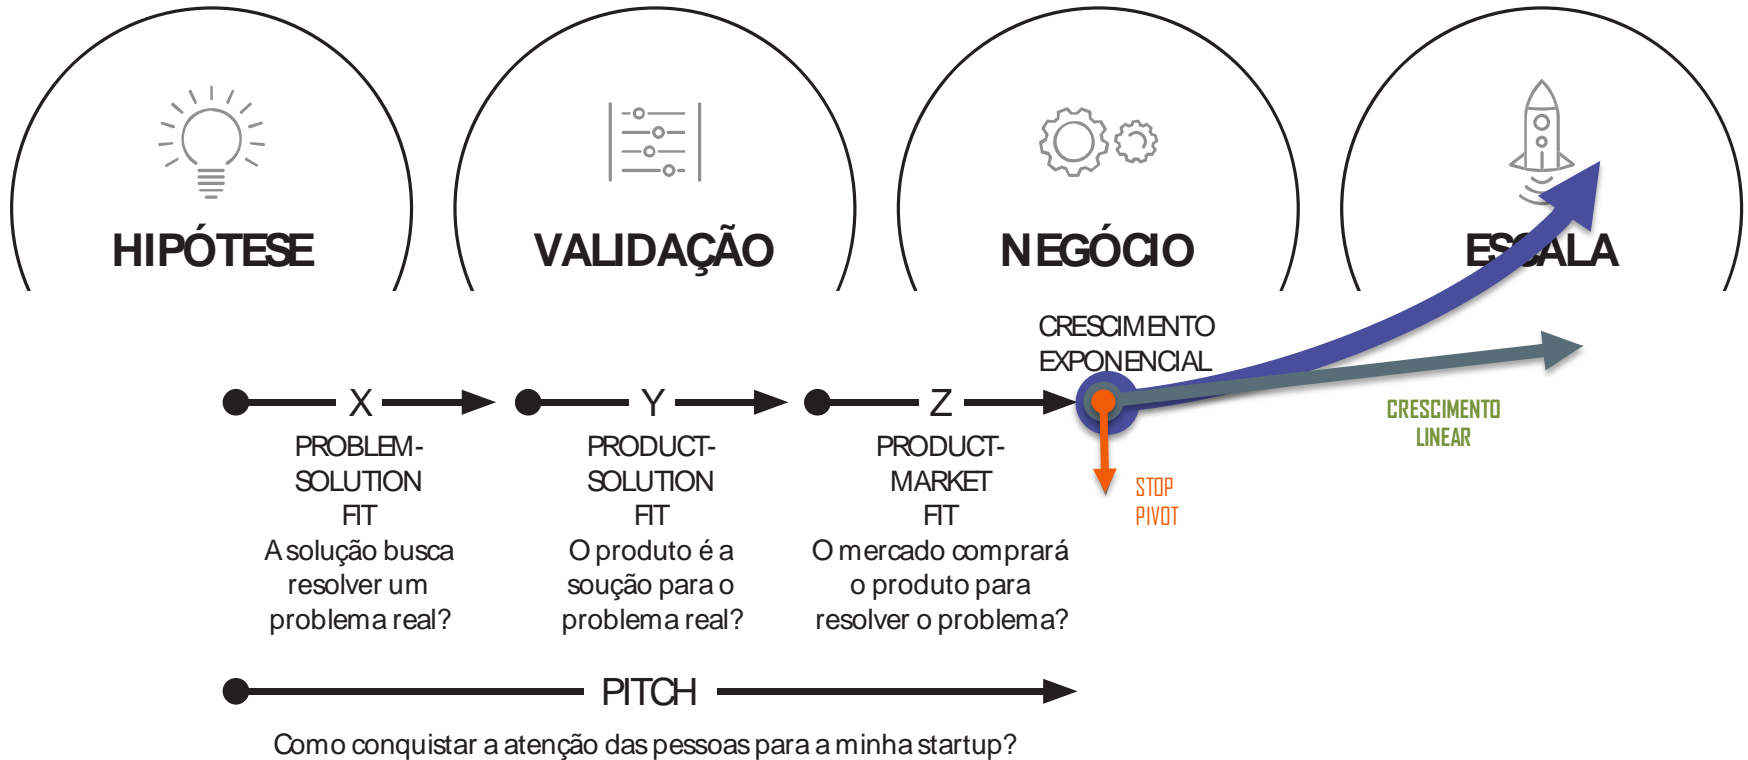 HIPÓTESE
VALIDAÇÃO
NEGÓCIO
ESCALA
CRESCIMENTO
EXPONENCIAL
X
Y
Z
PROBLEM-
SOLUTION
FIT
A solução busca
resolver um
problema real?
PRODUCT-
SOLUTION
FIT
O produto é a
soução para o
problema real?
PRODUCT-
MARKET
FIT
O mercado comprará
o produto para
resolver o problema?
CRESCIMENTO
LINEAR
STOP
PIVOT
PITCH
Como conquistar a atenção das pessoas para a minha startup?